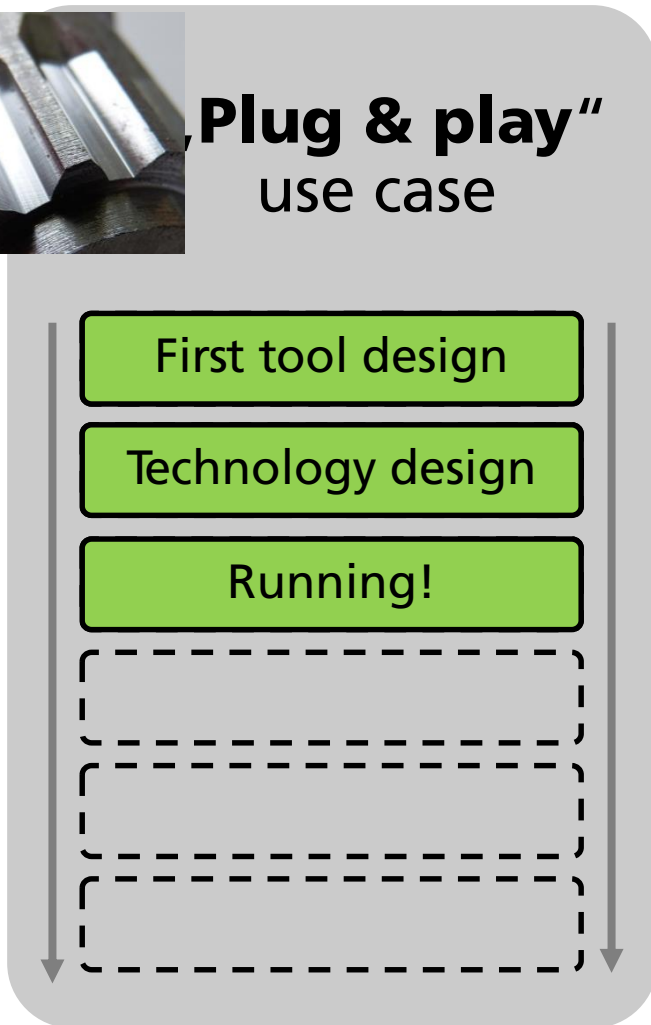 „Plug & play“
use case
First tool design
Technology design
Running!